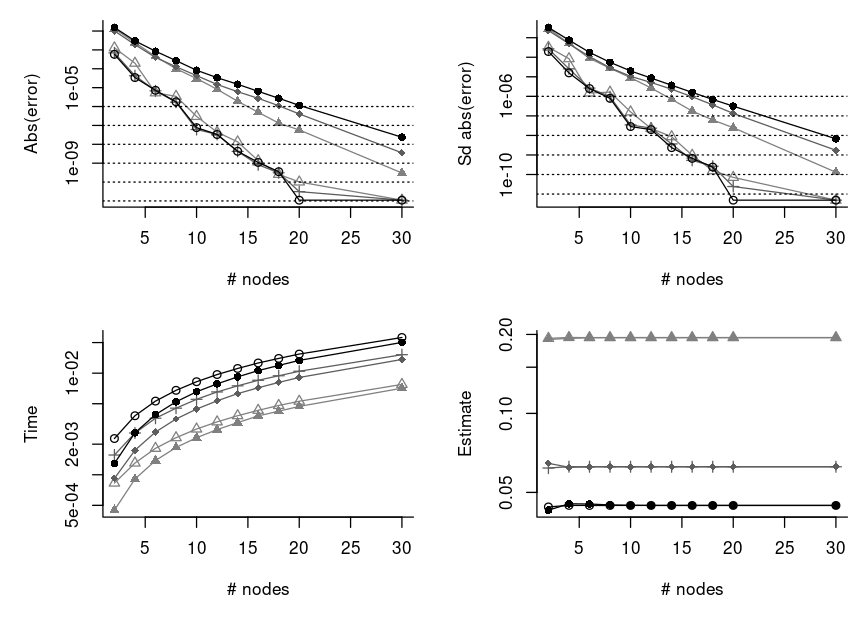 Abs(error)
1e-05
1e-09
5 10 15 20 25 30
# nodes
Sd abs(error)
1e-06
1e-10
5 10 15 20 25 30
# nodes
Time
1e-02
2e-03
5e-04
5 10 15 20 25 30
# nodes
Estimate
0.20
0.10
0.05
5 10 15 20 25 30
# nodes